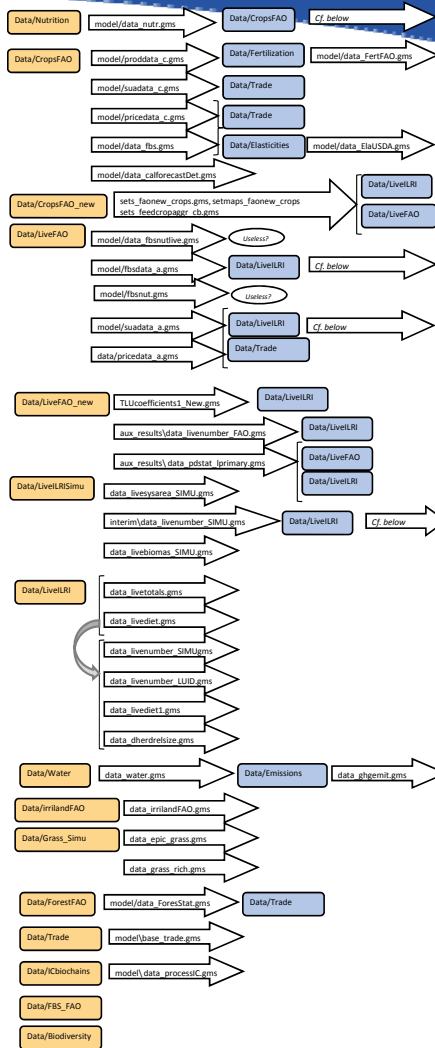 Data/Nutrition model/data_nutr.gms Data/CropsFAO Cf. below
Data/CropsFAO model/proddata_c.gms Data/Fertilization model/data_FertFAO.gms
model/suadata_c.gms Data/Trade
model/pricedata_c.gms Data/Trade
model/data_fbs.gms Data/Elasticities model/data_ElaUSDA.gms
model/data_calforecastDet.gms
Data/LiveILRI
Data/CropsFAO_new sets_faonew_crops.gms, setmaps_faonew_crops
sets_feedcropaggr_cb.gms Data/LiveFAO
Data/LiveFAO model/data_fbsnutlive.gms Useless?
model/fbsdata_a.gms Data/LiveILRI Cf. below
model/fbsnut.gms Useless?
model/suadata_a.gms Data/LiveILRI Cf. below
data/pricedata_a.gms Data/Trade
Data/LiveFAO_new TLUcoefficients1_New.gms Data/LiveILRI
aux_results\data_livenumber_FAO.gms Data/LiveILRI
aux_results\ data_pdstat_lprimary.gms Data/LiveFAO
Data/LiveILRISimu data_livesysarea_SIMU.gms Data/LiveILRI
interim\data_livenumber_SIMU.gms Data/LiveILRI Cf. below
data_livebiomas_SIMU.gms
Data/LiveILRI data_livetotals.gms
data_livediet.gms
data_livenumber_SIMUgms
data_livenumber_LUID.gms
data_livediet1.gms
data_dherdrelsize.gms
Data/Water data_water.gms Data/Emissions data_ghgemit.gms
Data/irrilandFAO data_irrilandFAO.gms
Data/Grass_Simu data_epic_grass.gms
data_grass_rich.gms
Data/ForestFAO model/data_ForesStat.gms Data/Trade
Data/Trade model\base_trade.gms
Data/ICbiochains model\ data_processIC.gms
Data/FBS_FAO
Data/Biodiversity